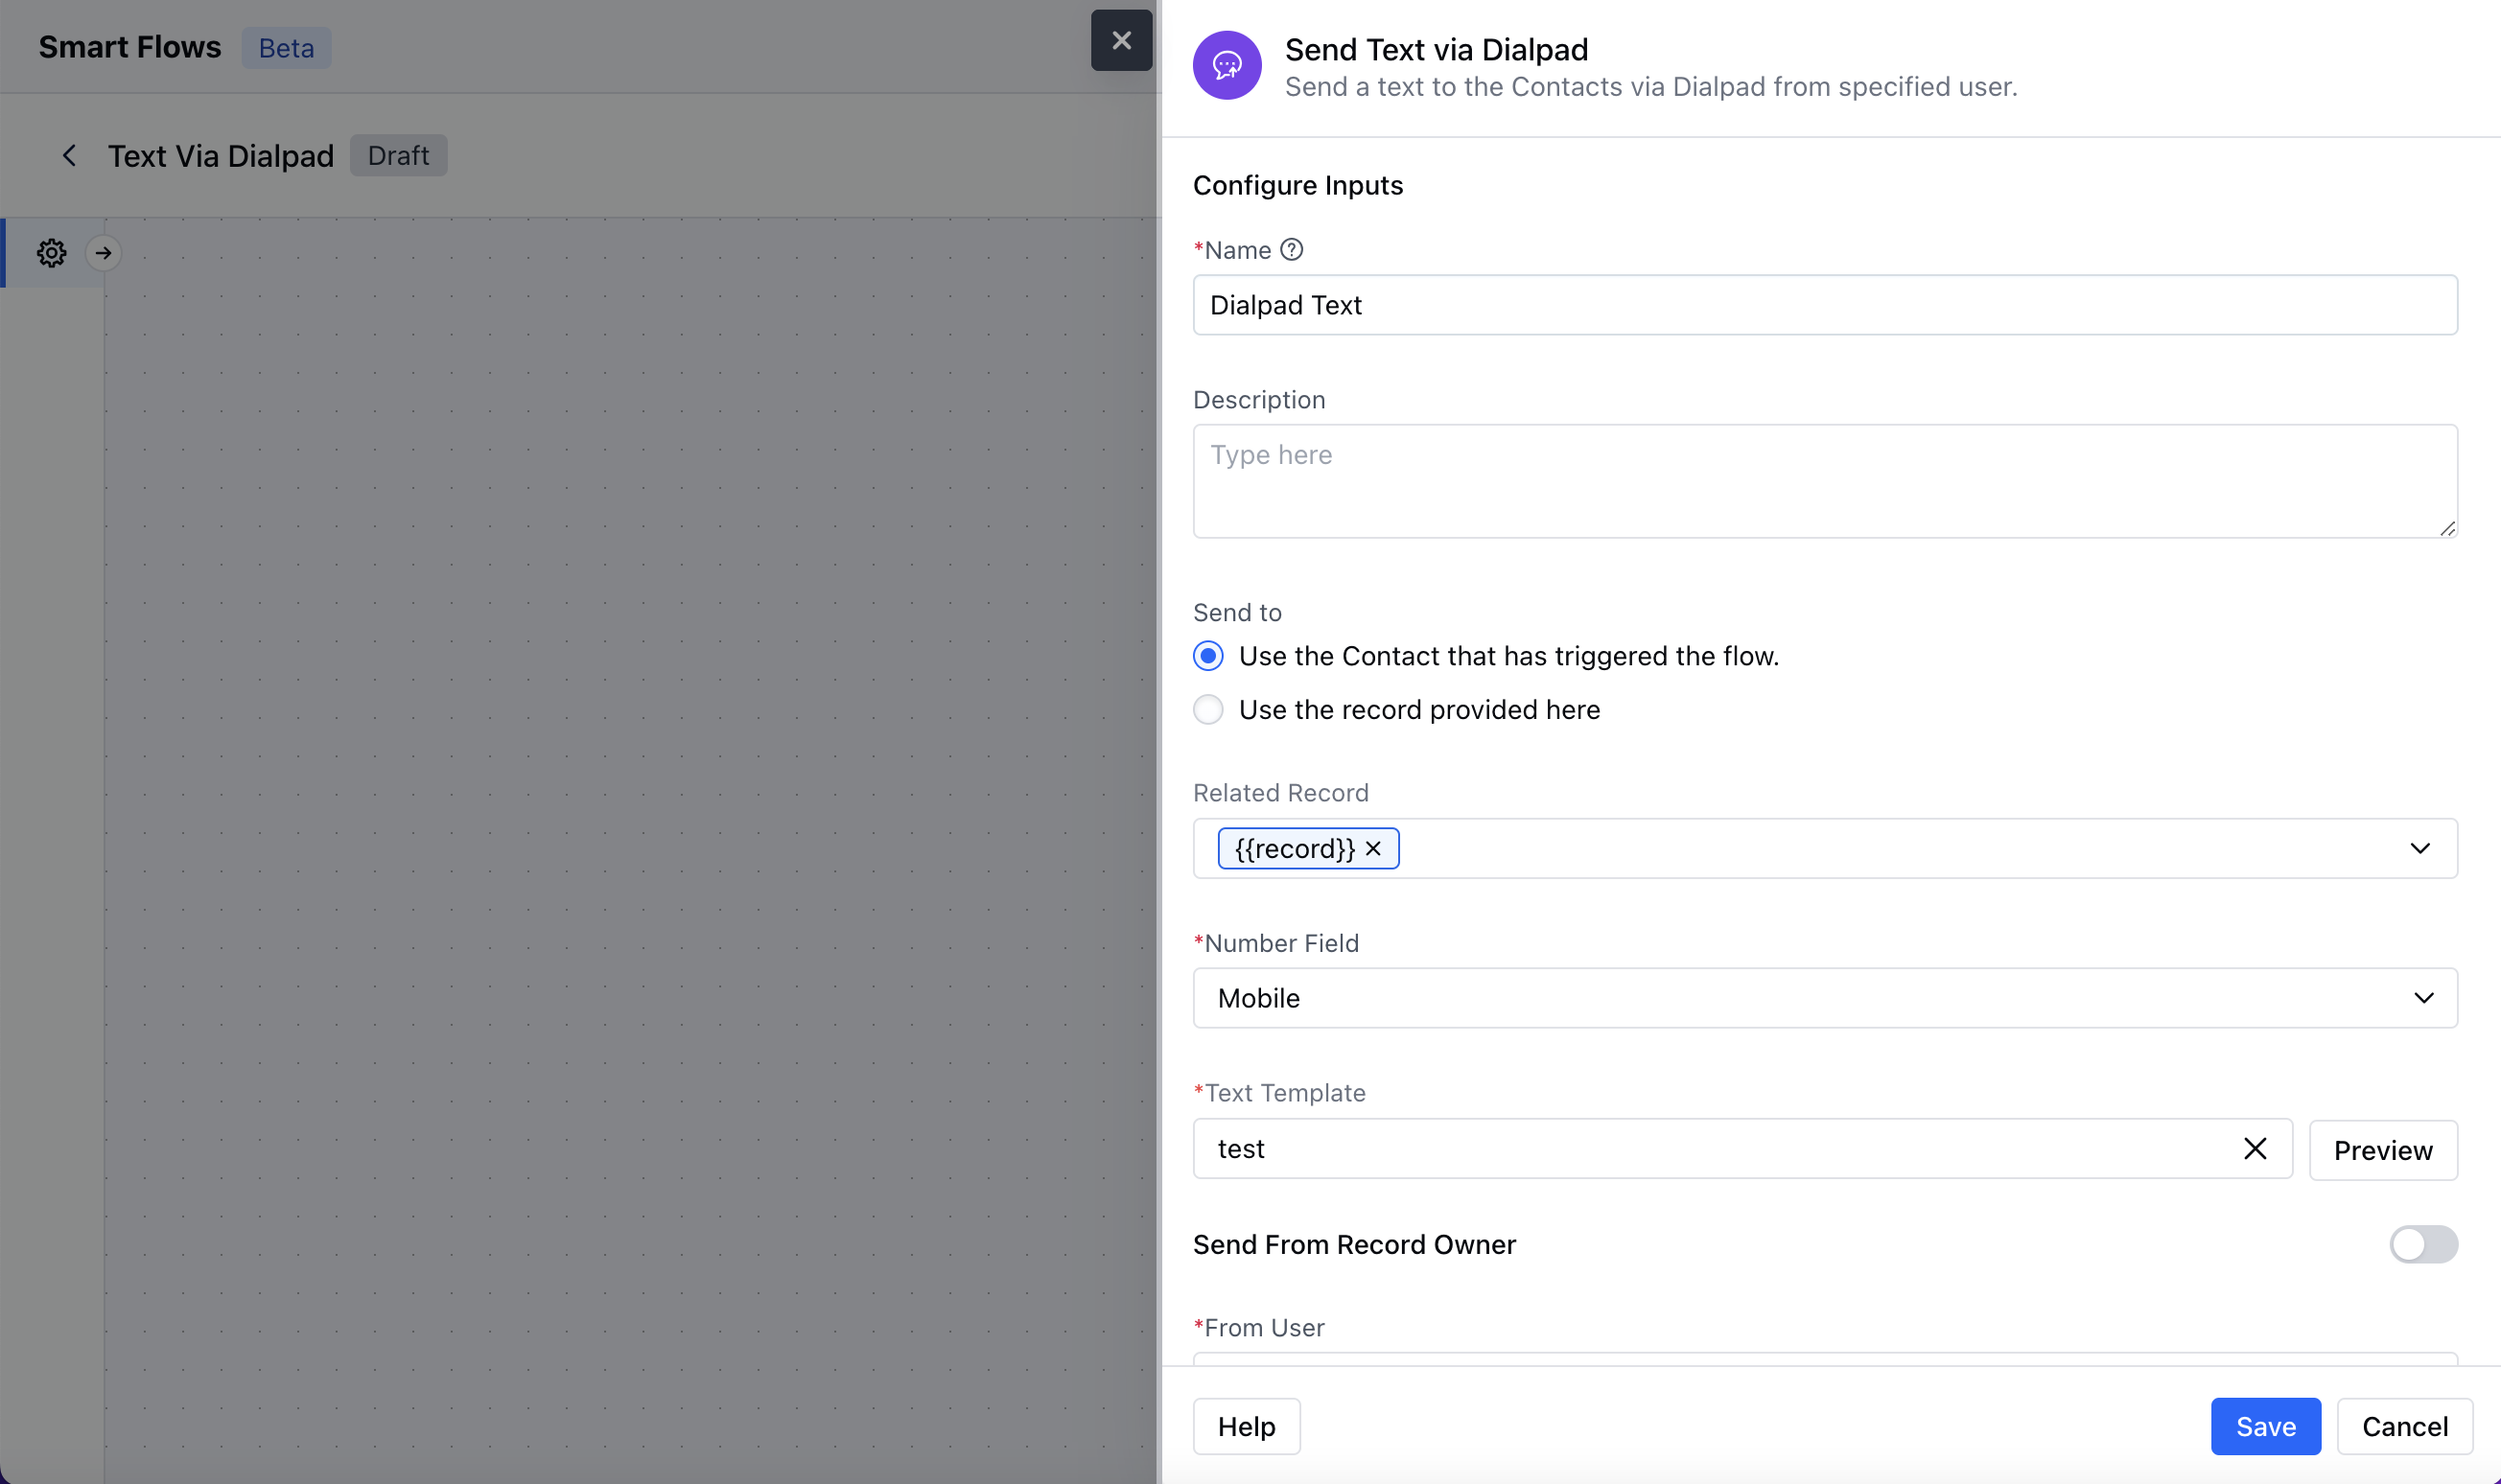 Smart Flows
Beta
Text Via Dialpad
Draft
Send Text via Dialpad
Send a text to the Contacts via Dialpad from specified user.
Configure Inputs
*Name
Dialpad Text
Description
Type here
Send to
Use the Contact that has triggered the flow.
Use the record provided here
Related Record
{{record}}
*Number Field
Mobile
*Text Template
test
Preview
Send From Record Owner
*From User
Help
Save
Cancel